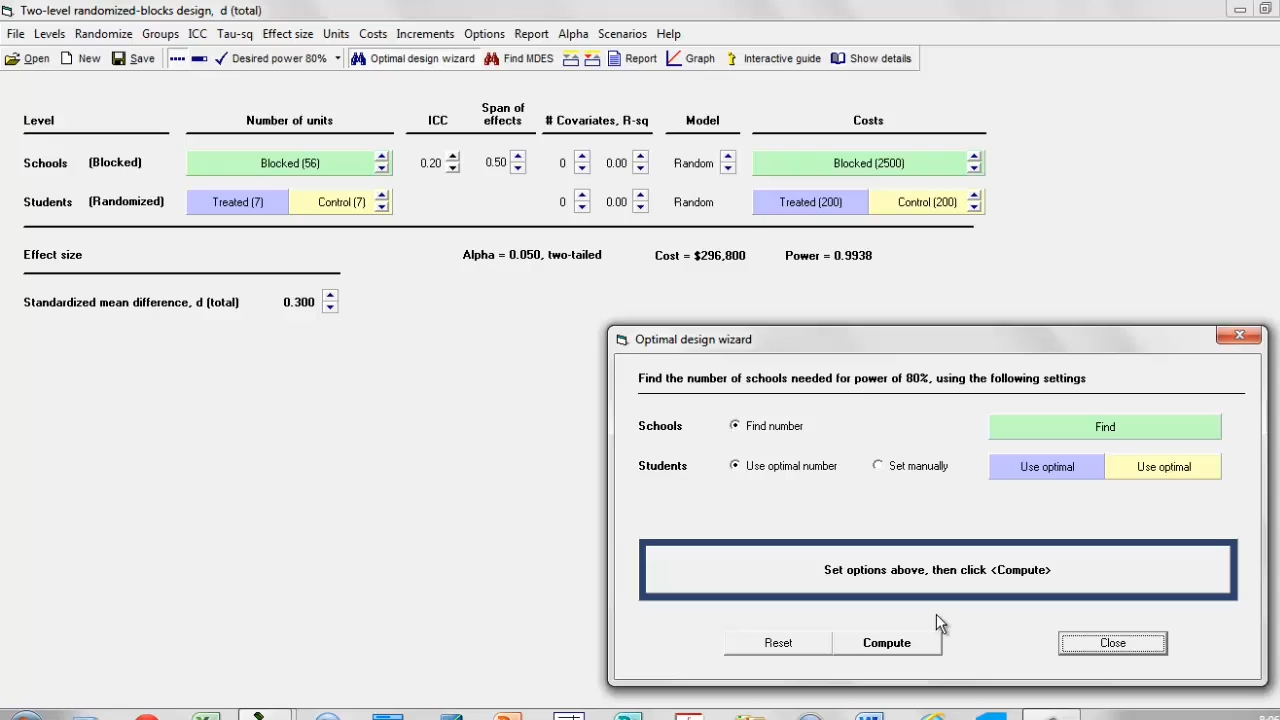 Two-level randomized-blocks design, d (total)
File Levels Randomize Groups ICC Tau-sq Effect size Units Costs Increments Options Report Alpha Scenarios Help
Open New Save Desired power 80% Optimal design wizard Find MDES Report Graph Interactive guide Show details
Level Number of units ICC Span of effects # Covariates, R-sq Model Costs
Schools (Blocked) Blocked (56) 0.20 0.50 0 0.00 Random Blocked (2500)
Students (Randomized) Treated (7) Control (7) 0 0.00 Random Treated (200) Control (200)
Effect size Alpha = 0.050, two-tailed Cost = $296,800 Power = 0.9938
Standardized mean difference, d (total) 0.300
Optimal design wizard
Find the number of schools needed for power of 80%, using the following settings
Schools Find number Find
Students Use optimal number Set manually Use optimal Use optimal
Set options above, then click <Compute>
Reset Compute Close